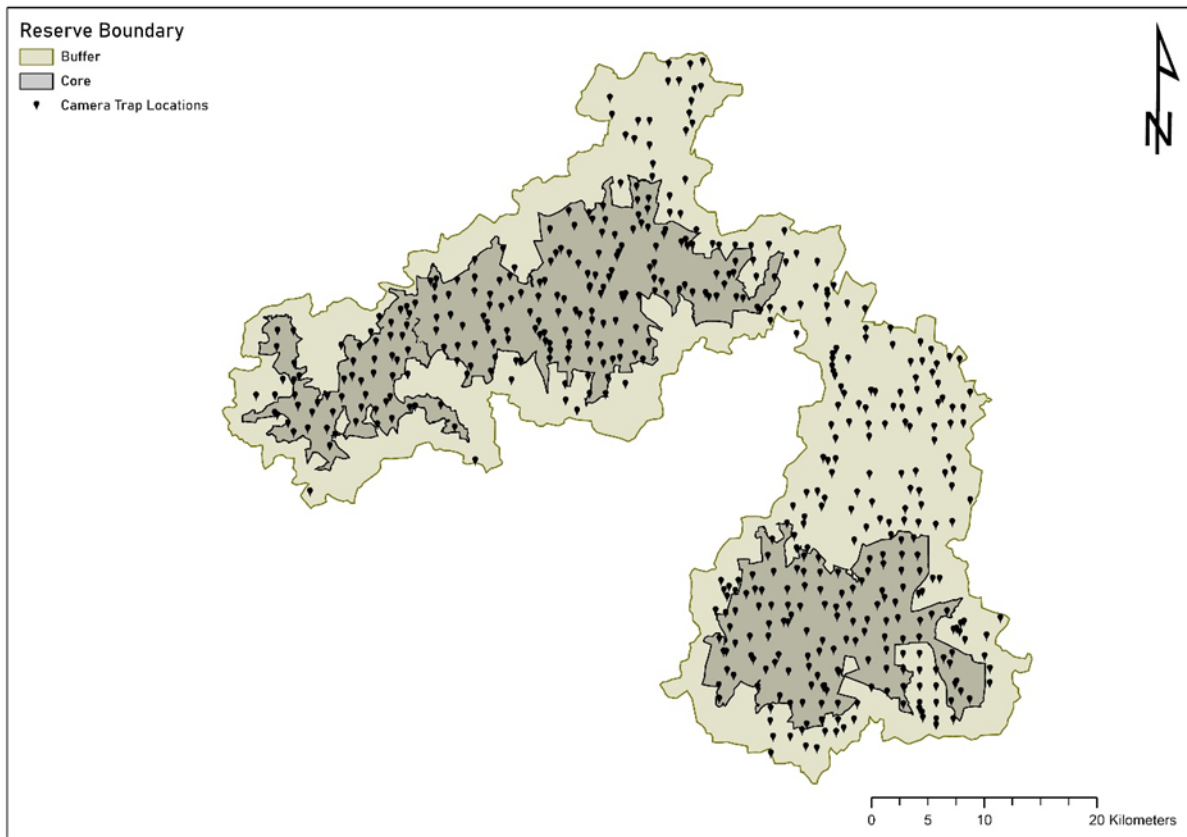 Reserve Boundary
Buffer
Core
Camera Trap Locations
N
0 5 10 20 Kilometers